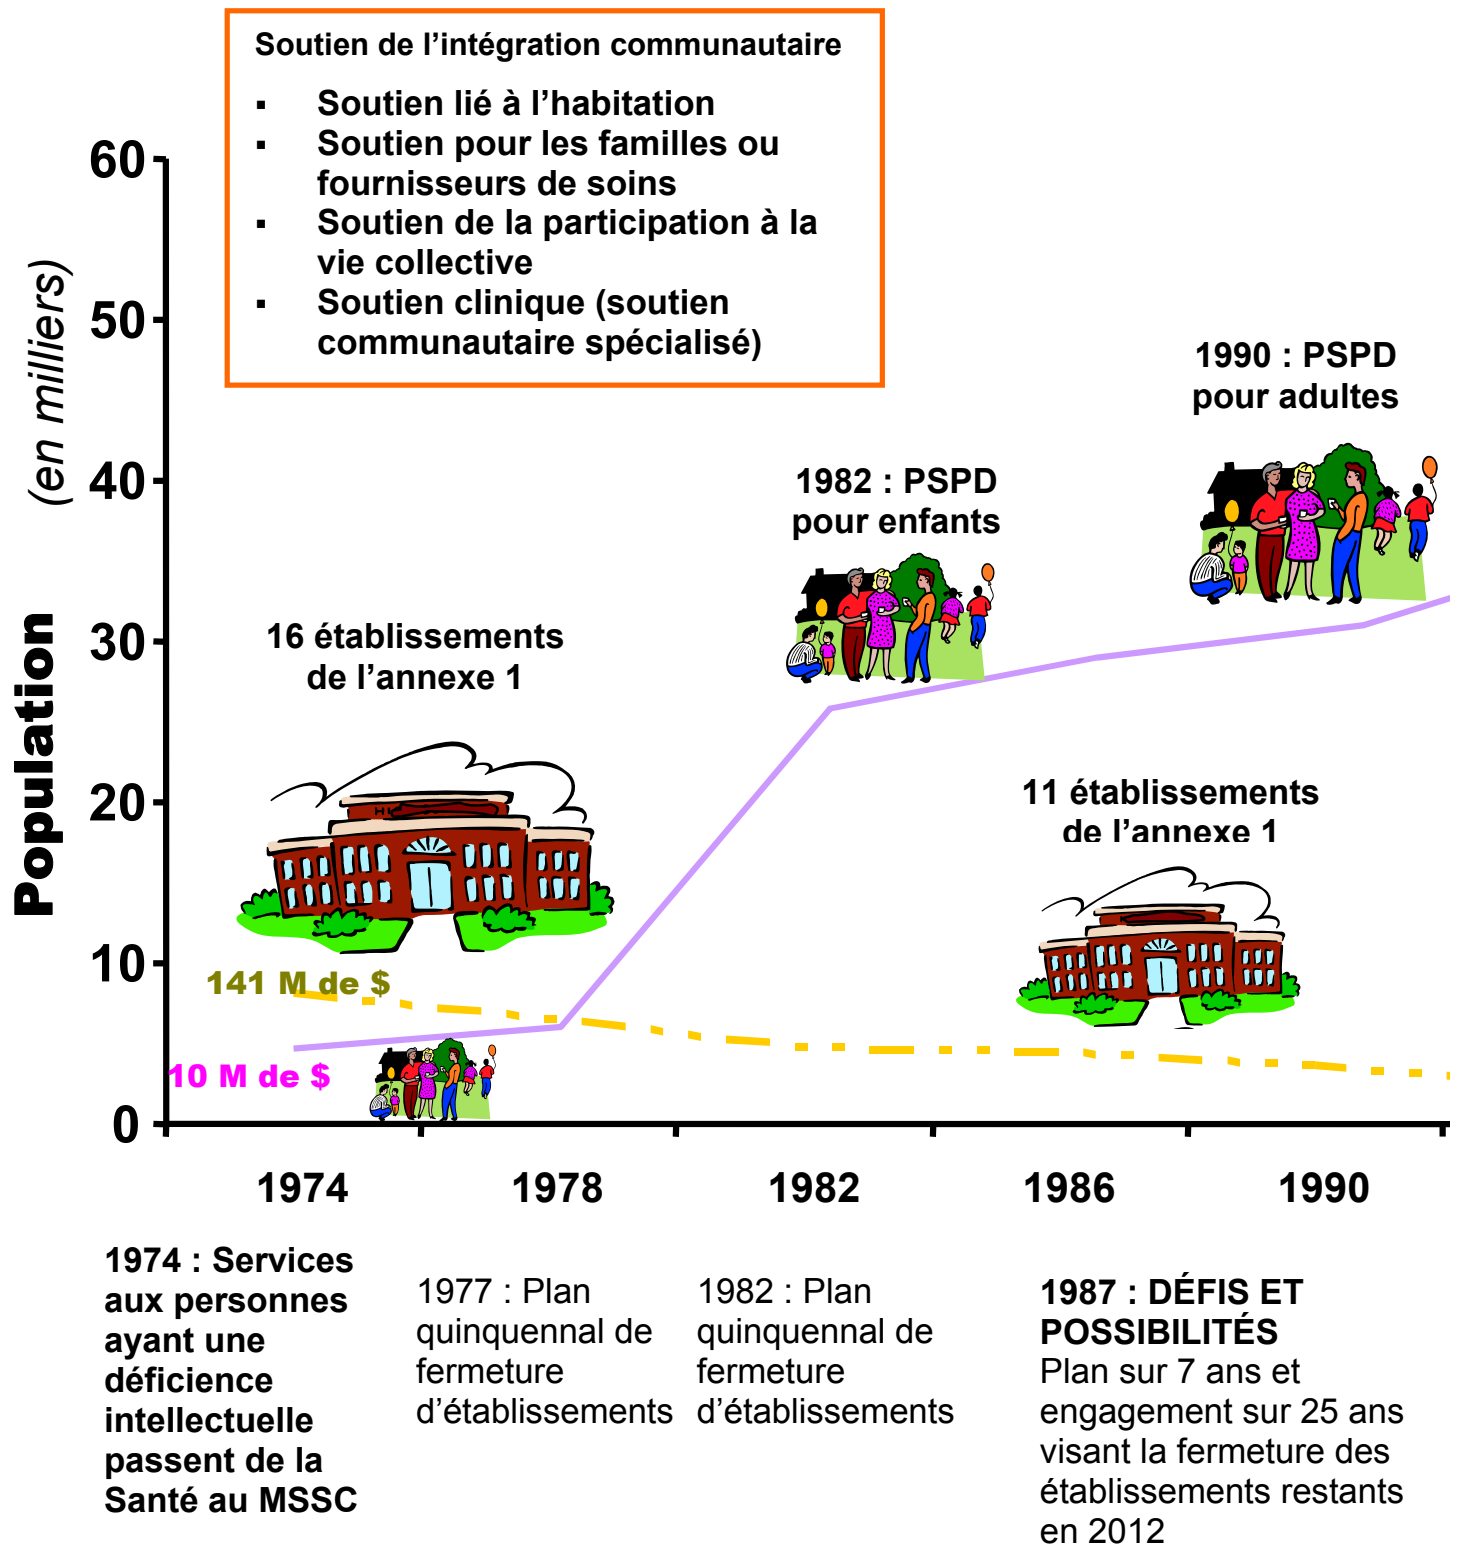 Soutien de l’intégration communautaire
▪ Soutien lié à l’habitation
▪ Soutien pour les familles ou
fournisseurs de soins
▪ Soutien de la participation à la
vie collective
▪ Soutien clinique (soutien
communautaire spécialisé)
Population (en milliers)
60
50
40
30
20
10
0
1990 : PSPD
pour adultes
1982 : PSPD
pour enfants
16 établissements
de l’annexe 1
11 établissements
de l’annexe 1
141 M de $
10 M de $
1974 1978 1982 1986 1990
1974 : Services
aux personnes
ayant une
déficience
intellectuelle
passent de la
Santé au MSSC
1977 : Plan
quinquennal de
fermeture
d’établissements
1982 : Plan
quinquennal de
fermeture
d’établissements
1987 : DÉFIS ET
POSSIBILITÉS
Plan sur 7 ans et
engagement sur 25 ans
visant la fermeture des
établissements restants
en 2012